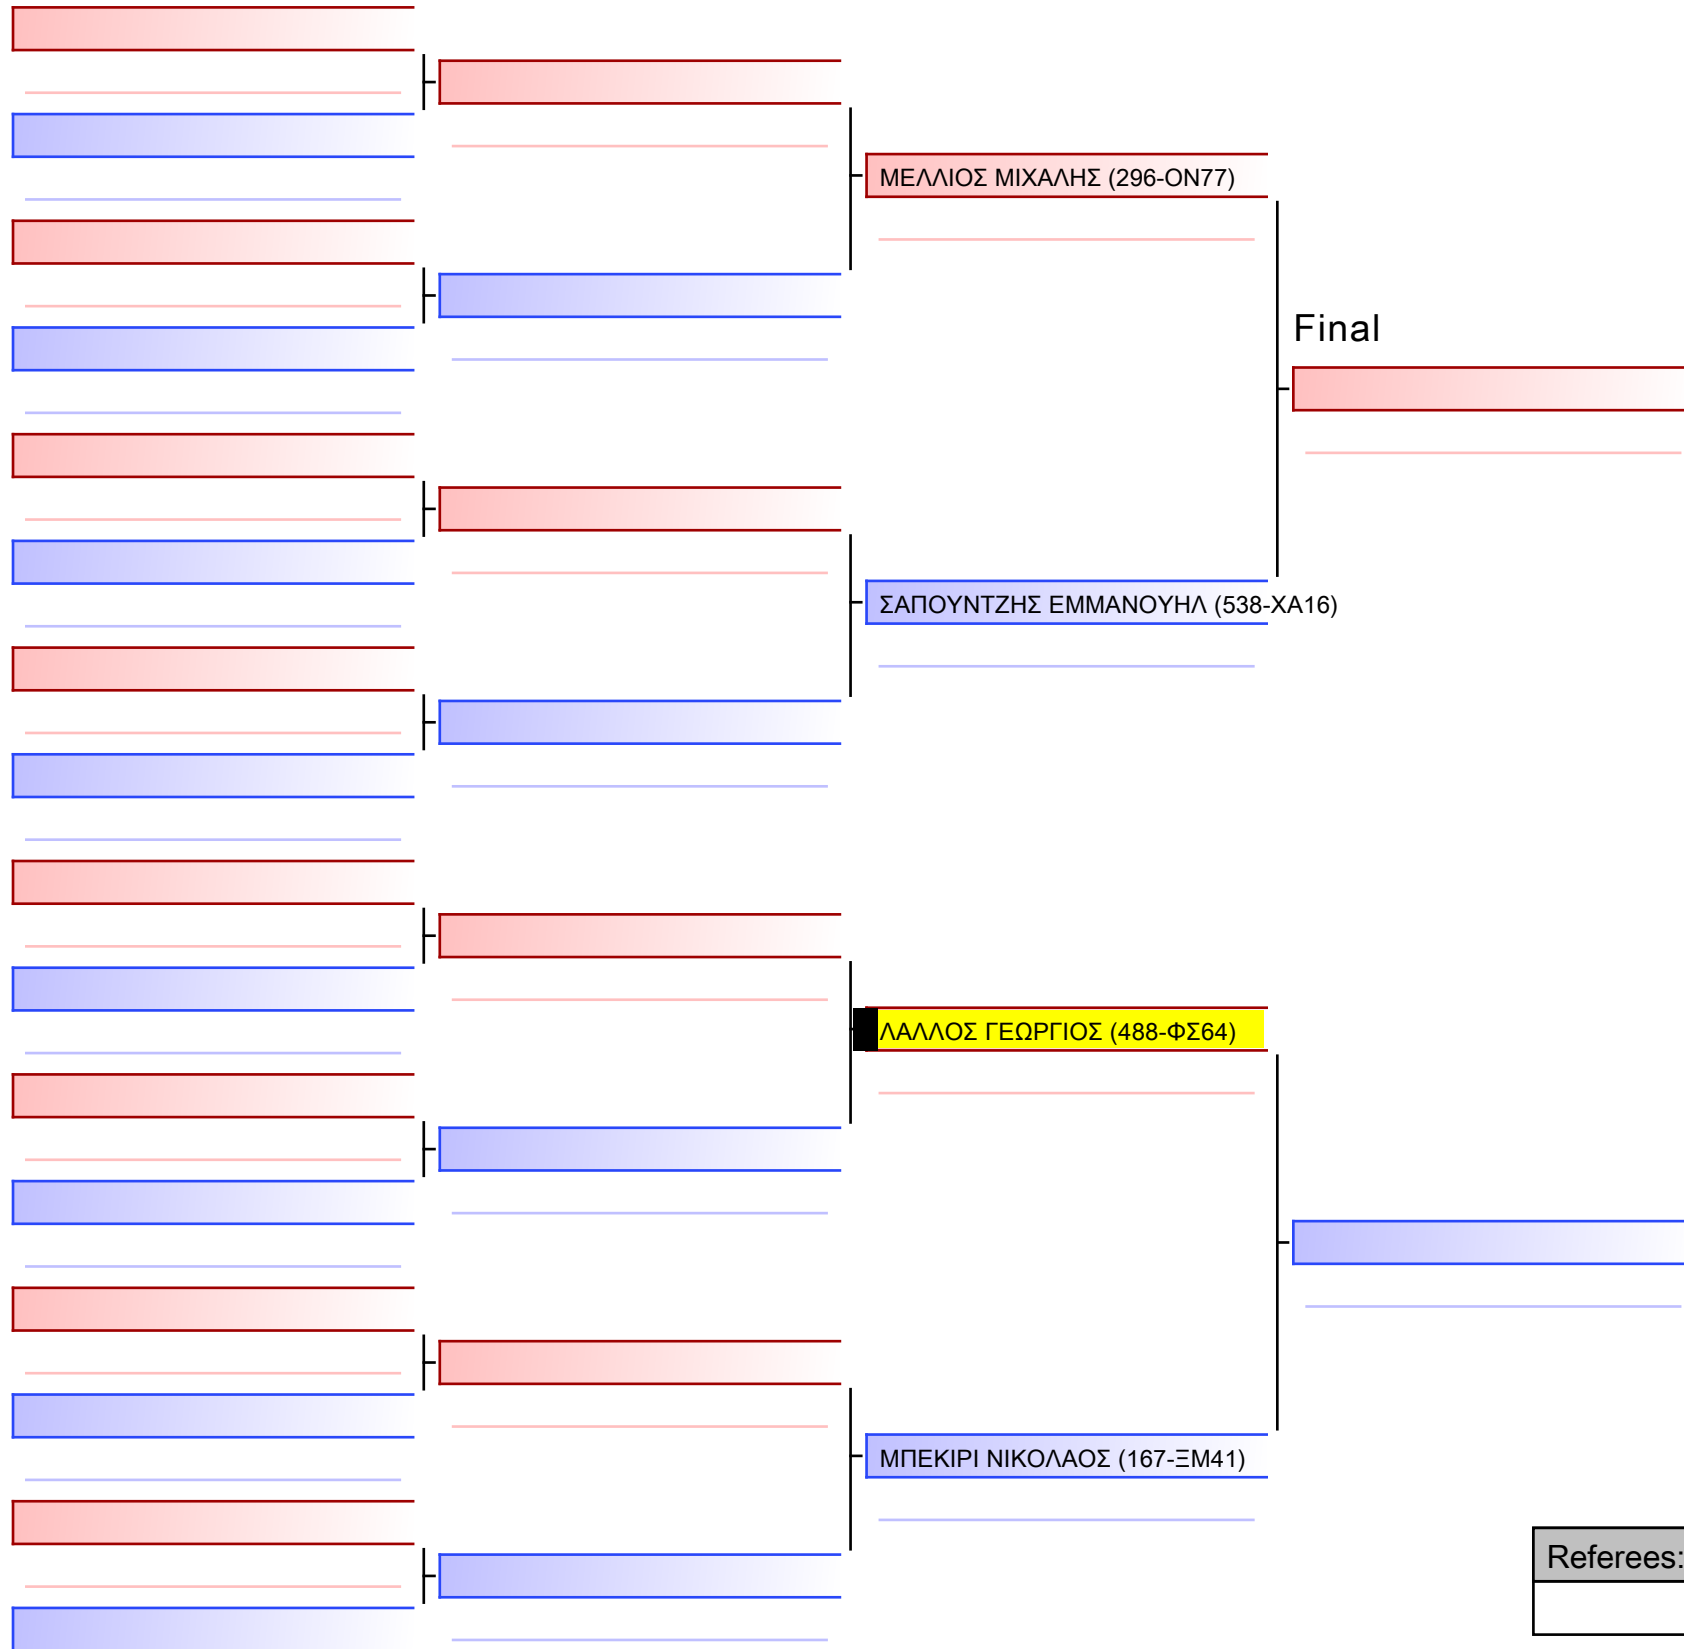 ΜΕΛΛΙΟΣ ΜΙΧΑΛΗΣ (296-ΟΝ77)
Final
ΣΑΠΟΥΝΤΖΗΣ ΕΜΜΑΝΟΥΗΛ (538-ΧΑ16)
ΛΑΛΛΟΣ ΓΕΩΡΓΙΟΣ (488-ΦΣ64)
ΜΠΕΚΙΡΙ ΝΙΚΟΛΑΟΣ (167-ΞΜ41)
Referees: